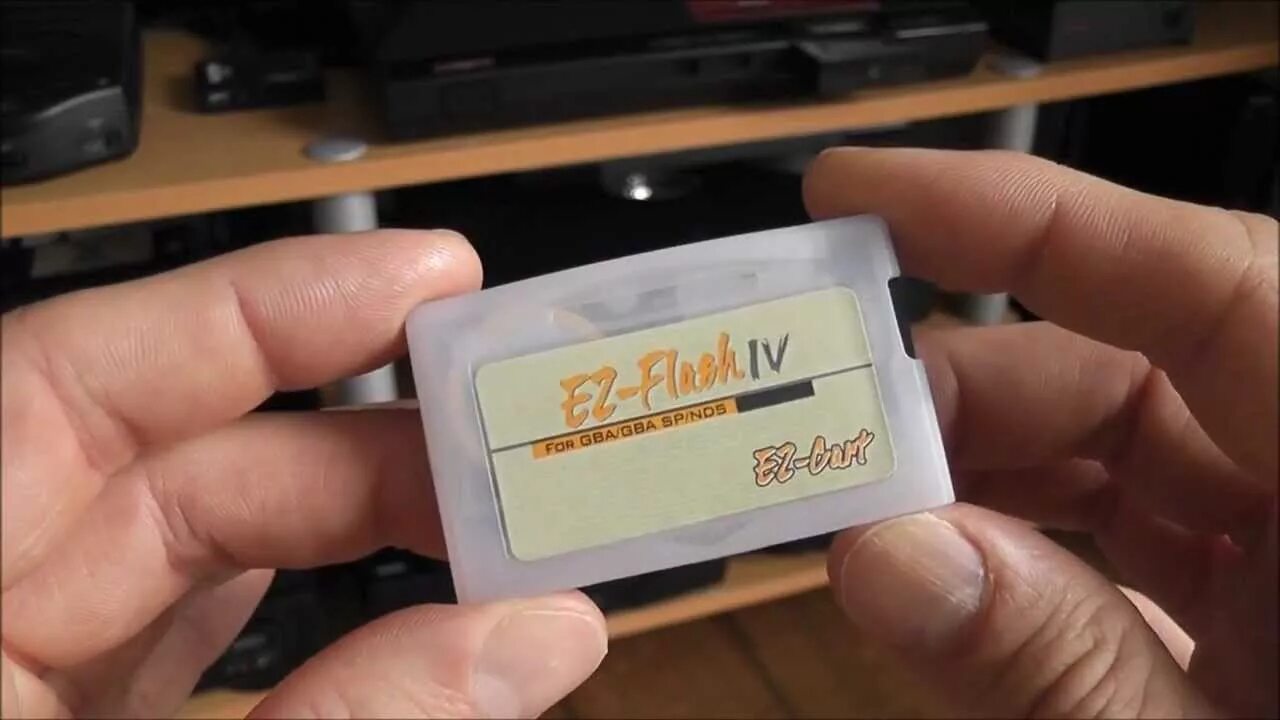 EZ-Flash IV
FOR GBA/GBA SP/NDS
EZ-Cart